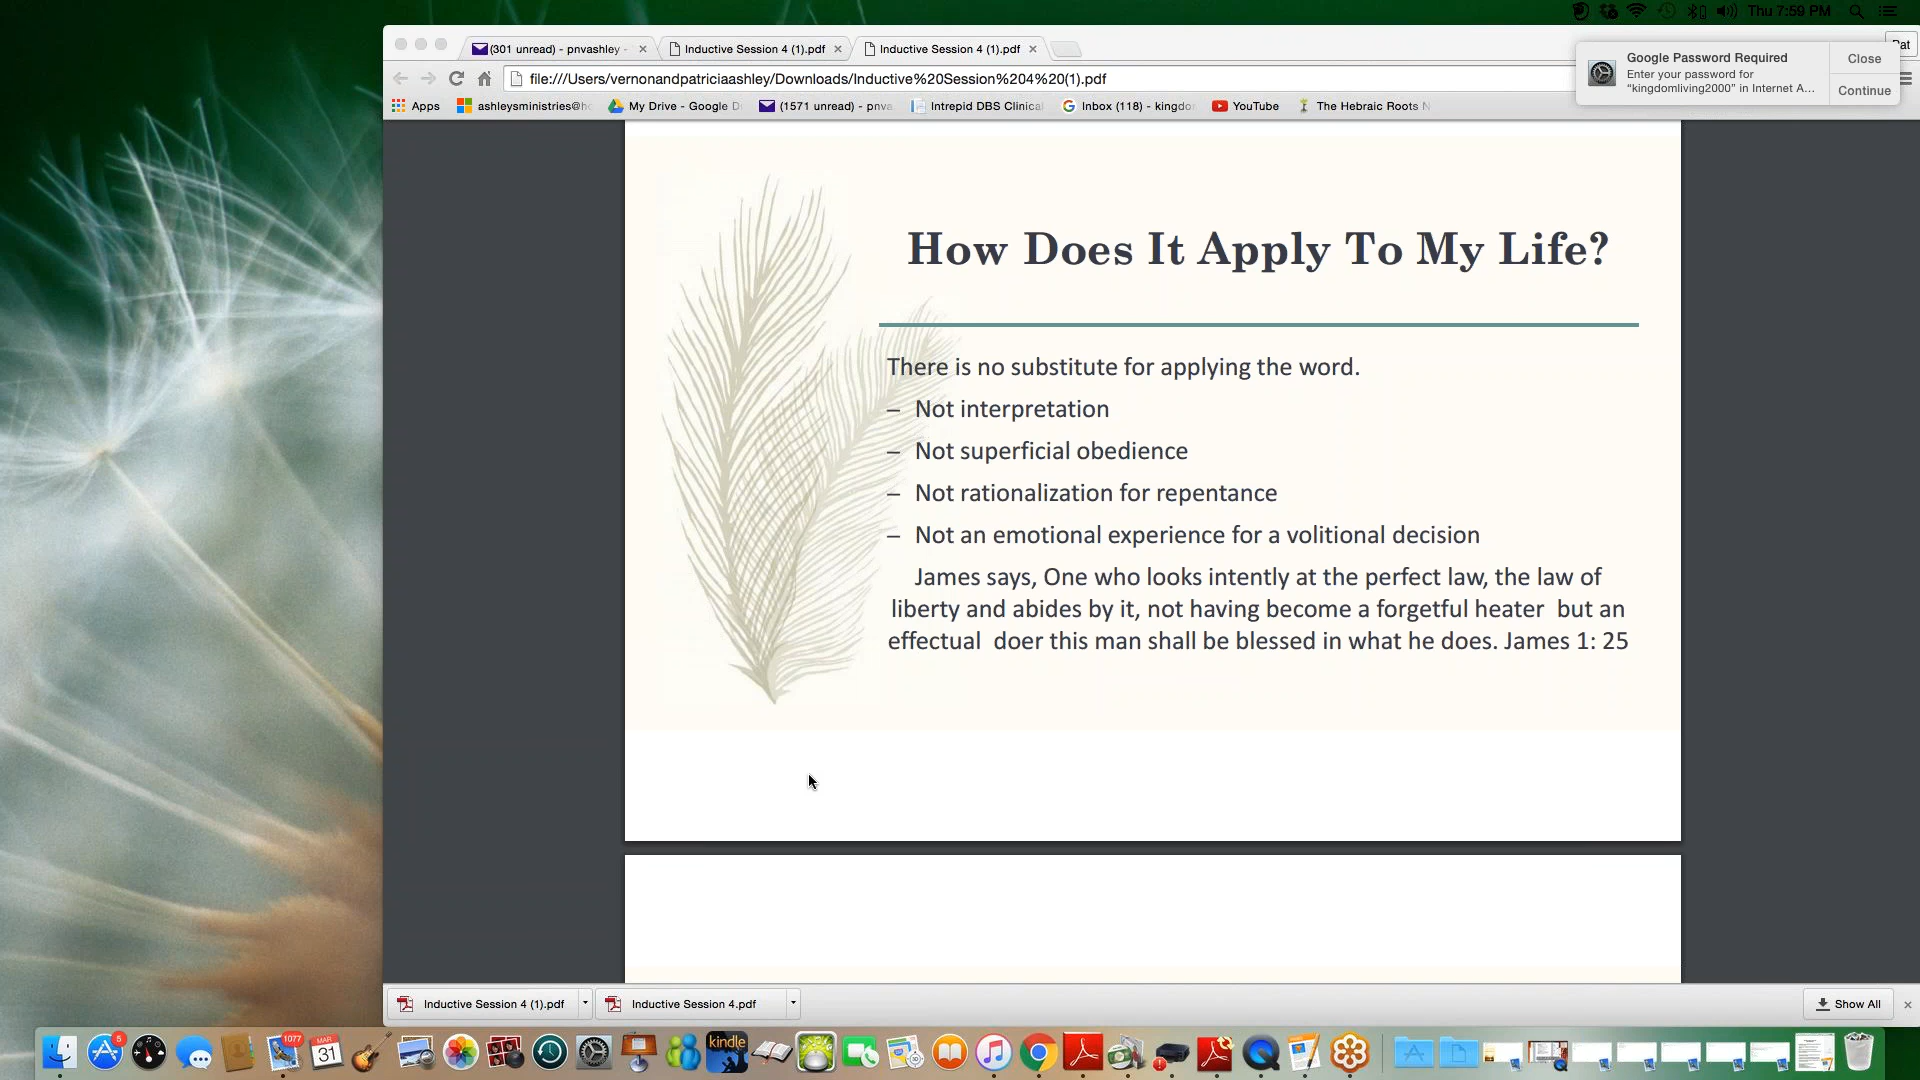 Thu 7:59 PM
(301 unread) - pnvashley -
Inductive Session 4 (1).pdf
Inductive Session 4 (1).pdf
file:///Users/vernonandpatriciaashley/Downloads/Inductive%20Session%204%20(1).pdf
Google Password Required
Enter your password for
"kingdomliving2000" in Internet A...
Close
Continue
Apps
ashleysministries@h
My Drive - Google D
(1571 unread) - pnva
Intrepid DBS Clinical
Inbox (118) - kingdo
YouTube
The Hebraic Roots N
How Does It Apply To My Life?
There is no substitute for applying the word.
– Not interpretation
– Not superficial obedience
– Not rationalization for repentance
– Not an emotional experience for a volitional decision
James says, One who looks intently at the perfect law, the law of
liberty and abides by it, not having become a forgetful heater but an
effectual doer this man shall be blessed in what he does. James 1: 25
Inductive Session 4 (1).pdf
Inductive Session 4.pdf
Show All
5
1077
MAR
31
kindle